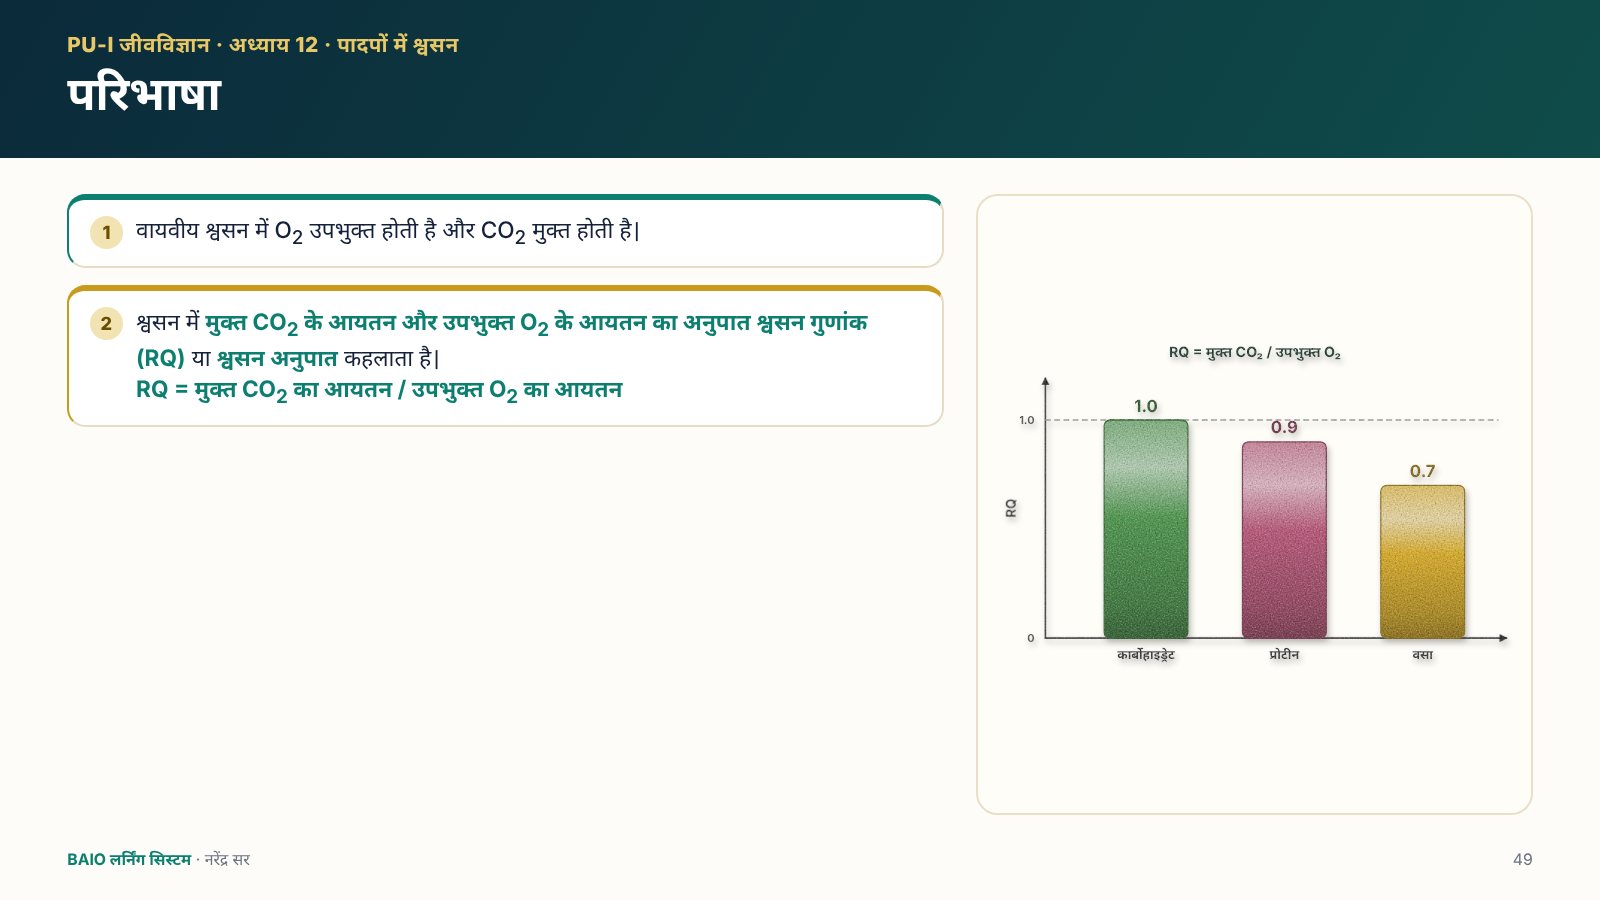 PU-I जीवविज्ञान · अध्याय 12 · पादपों में श्वसन
परिभाषा
1 वायवीय श्वसन में O₂ उपभुक्त होती है और CO₂ मुक्त होती है|
2 श्वसन में मुक्त CO₂ के आयतन और उपभुक्त O₂ के आयतन का अनुपात श्वसन गुणांक
(RQ) या श्वसन अनुपात कहलाता है|
RQ = मुक्त CO₂ का आयतन / उपभुक्त O₂ का आयतन
RQ = मुक्त CO₂ / उपभुक्त O₂
1.0
1.0
0.9
0.7
RQ
0
कार्बोहाइड्रेट
प्रोटीन
वसा
BAIO लर्निंग सिस्टम · नरेंद्र सर
49